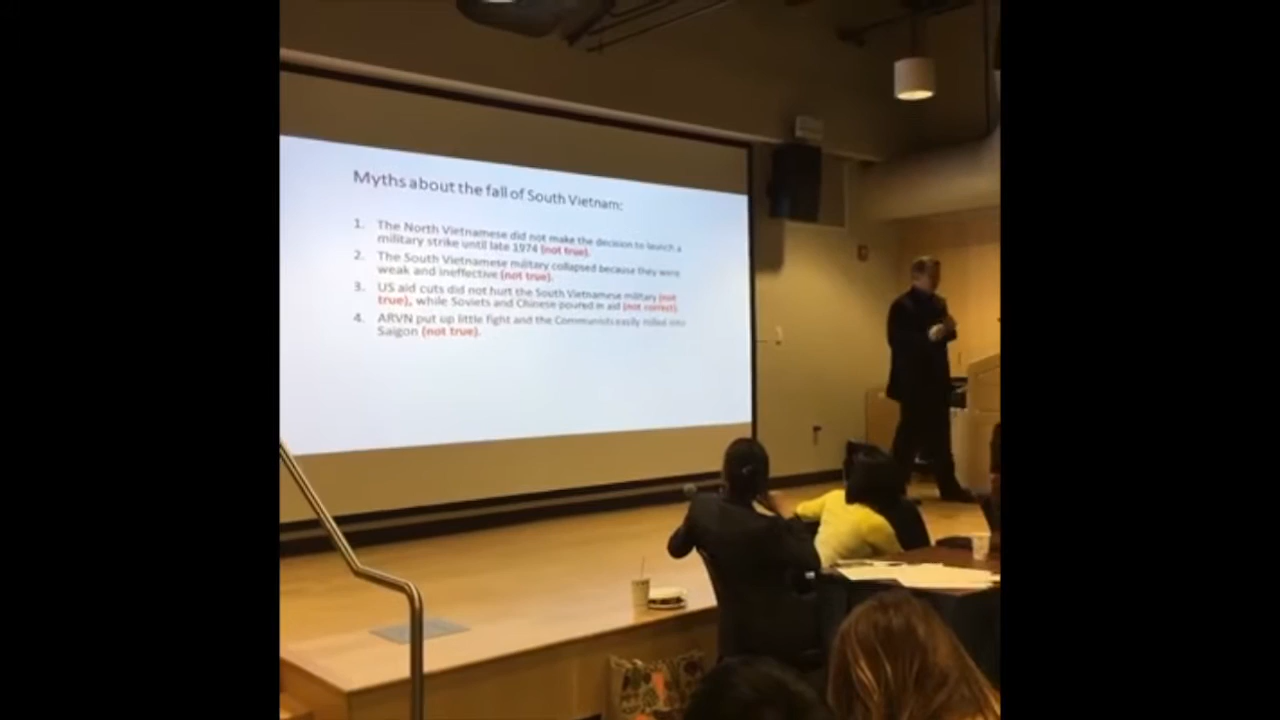 Myths about the fall of South Vietnam:
1. The North Vietnamese did not make the decision to launch a
military strike until late 1974 (not true).
2. The South Vietnamese military collapsed because they were
weak and ineffective (not true).
3. US aid cuts did not hurt the South Vietnamese military (not
true), while Soviets and Chinese poured in aid (not correct).
4. ARVN put up little fight and the Communists easily rolled into
Saigon (not true).